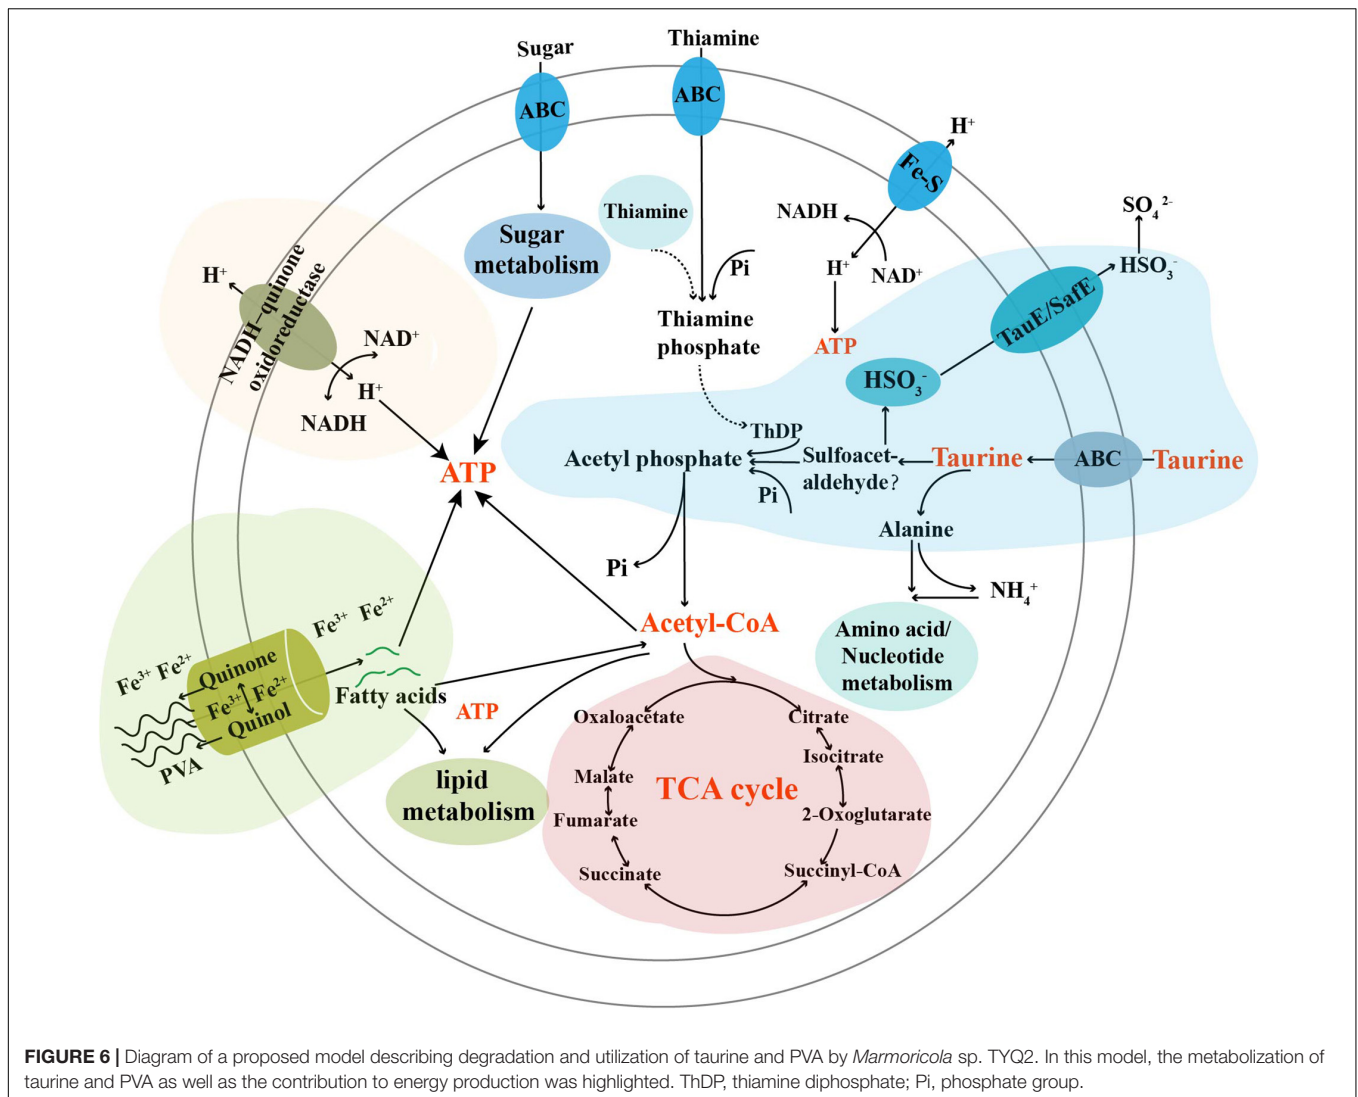 Sugar
Thiamine
ABC
ABC
H⁺
Fe-S
SO₄²⁻
HSO₃⁻
TauE/SafE
NADH
NAD⁺
H⁺
ATP
Thiamine
Sugar
metabolism
Pi
Thiamine
phosphate
H⁺
NADH–quinone
oxidoreductase
NAD⁺
H⁺
NADH
ATP
HSO₃⁻
ThDP
Acetyl phosphate
Sulfoacet-
aldehyde?
Taurine
ABC
Taurine
Pi
Alanine
Pi
NH₄⁺
Amino acid/
Nucleotide
metabolism
Acetyl-CoA
Fe³⁺ Fe²⁺
Fe³⁺ Fe²⁺
Quinone
Fe³⁺ Fe²⁺
Quinol
PVA
Fatty acids
ATP
lipid
metabolism
Oxaloacetate
Citrate
Isocitrate
Malate
TCA cycle
2-Oxoglutarate
Fumarate
Succinate
Succinyl-CoA
FIGURE 6 | Diagram of a proposed model describing degradation and utilization of taurine and PVA by Marmoricola sp. TYQ2. In this model, the metabolization of
taurine and PVA as well as the contribution to energy production was highlighted. ThDP, thiamine diphosphate; Pi, phosphate group.